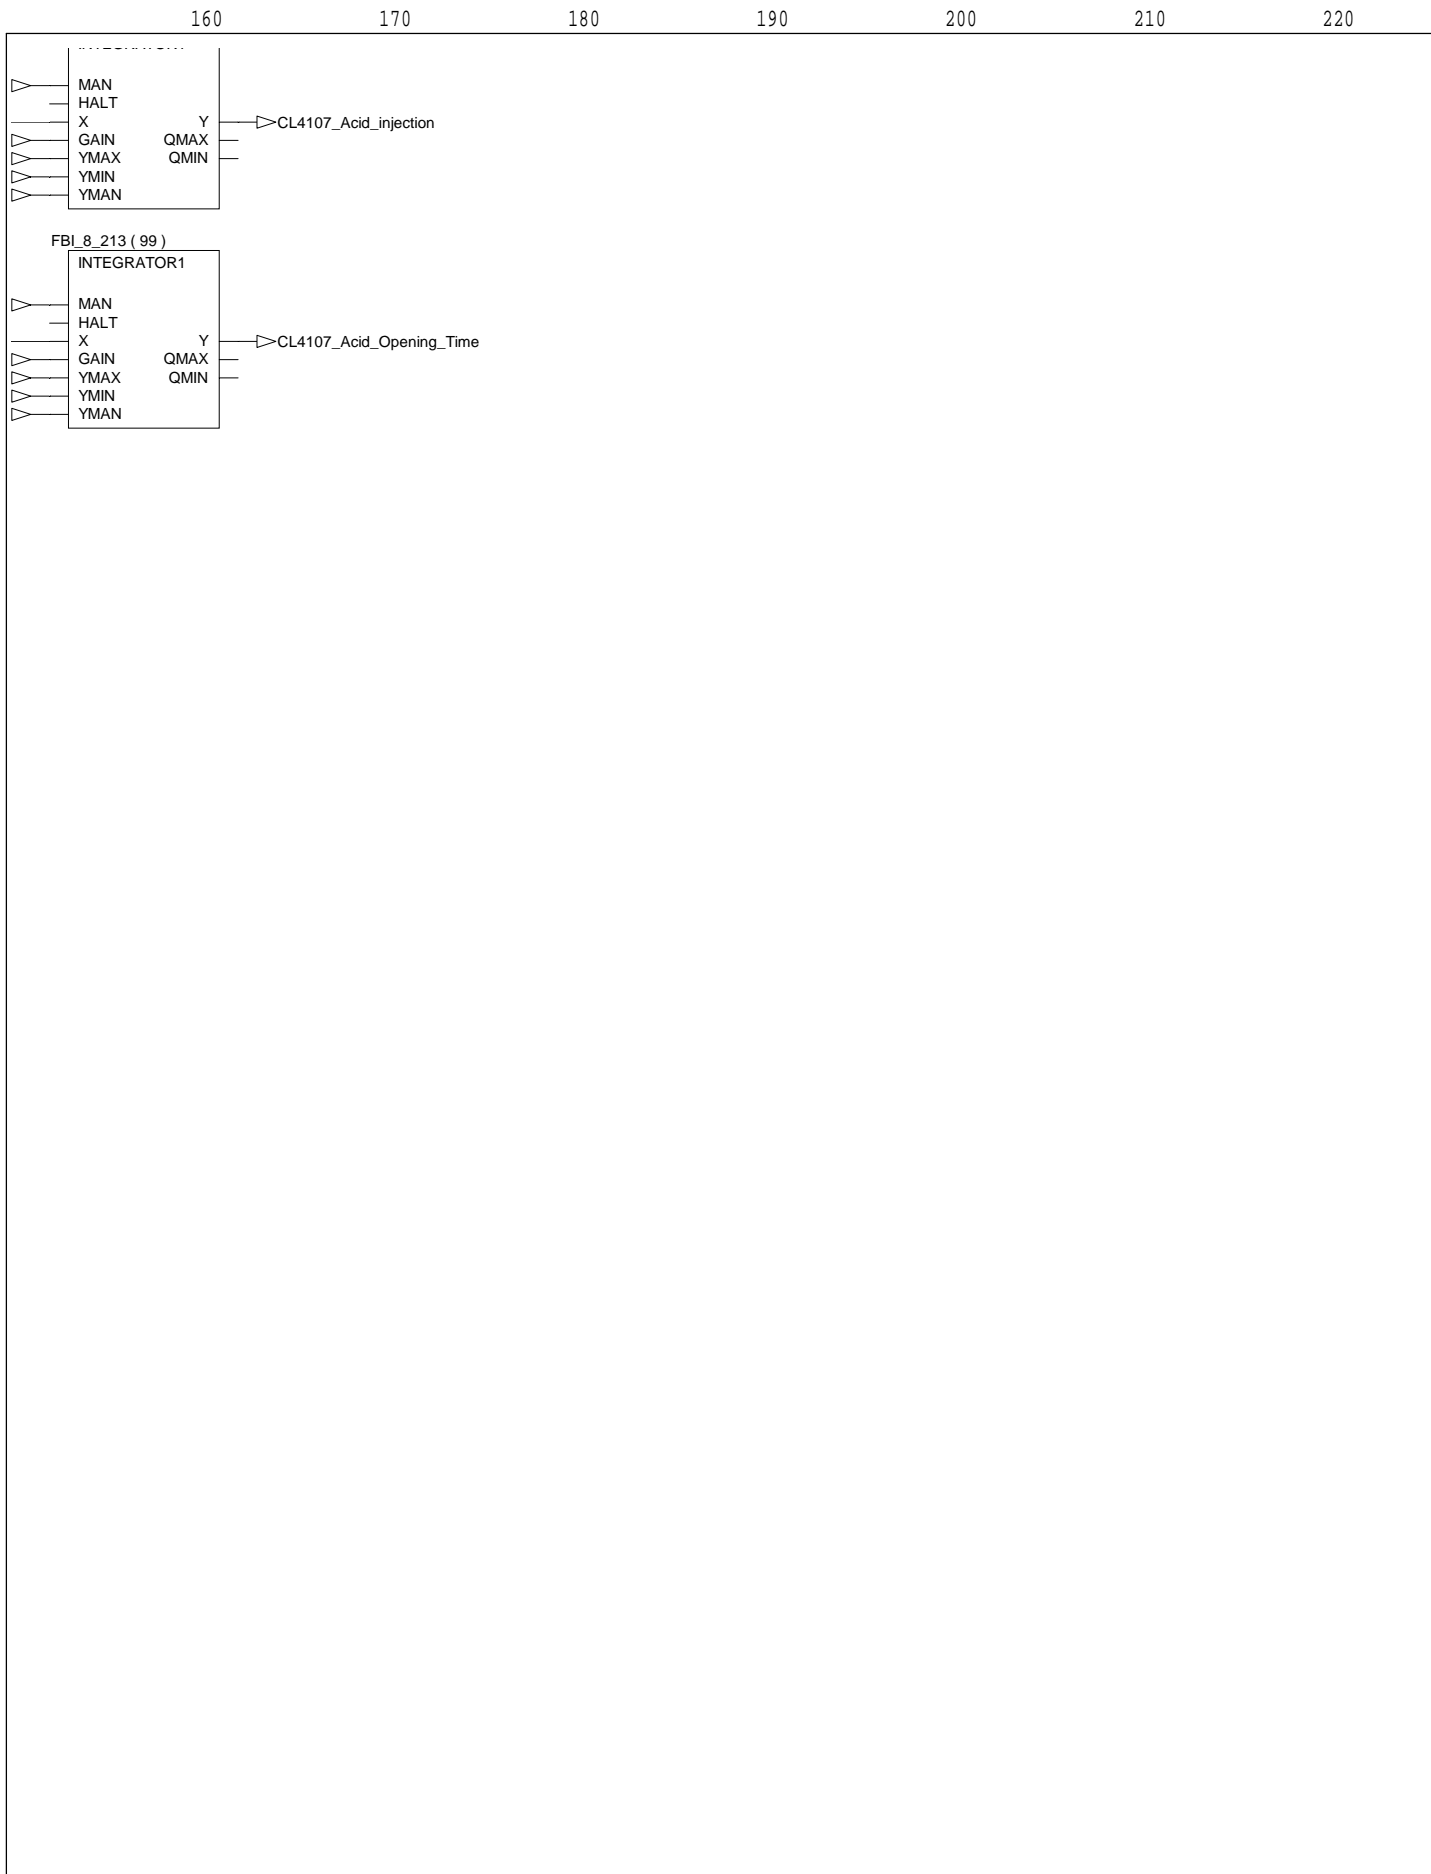 160 170 180 190 200 210 220
MAN
HALT
X Y CL4107_Acid_injection
GAIN QMAX
YMAX QMIN
YMIN
YMAN
FBI_8_213 ( 99 )
INTEGRATOR1
MAN
HALT
X Y CL4107_Acid_Opening_Time
GAIN QMAX
YMAX QMIN
YMIN
YMAN